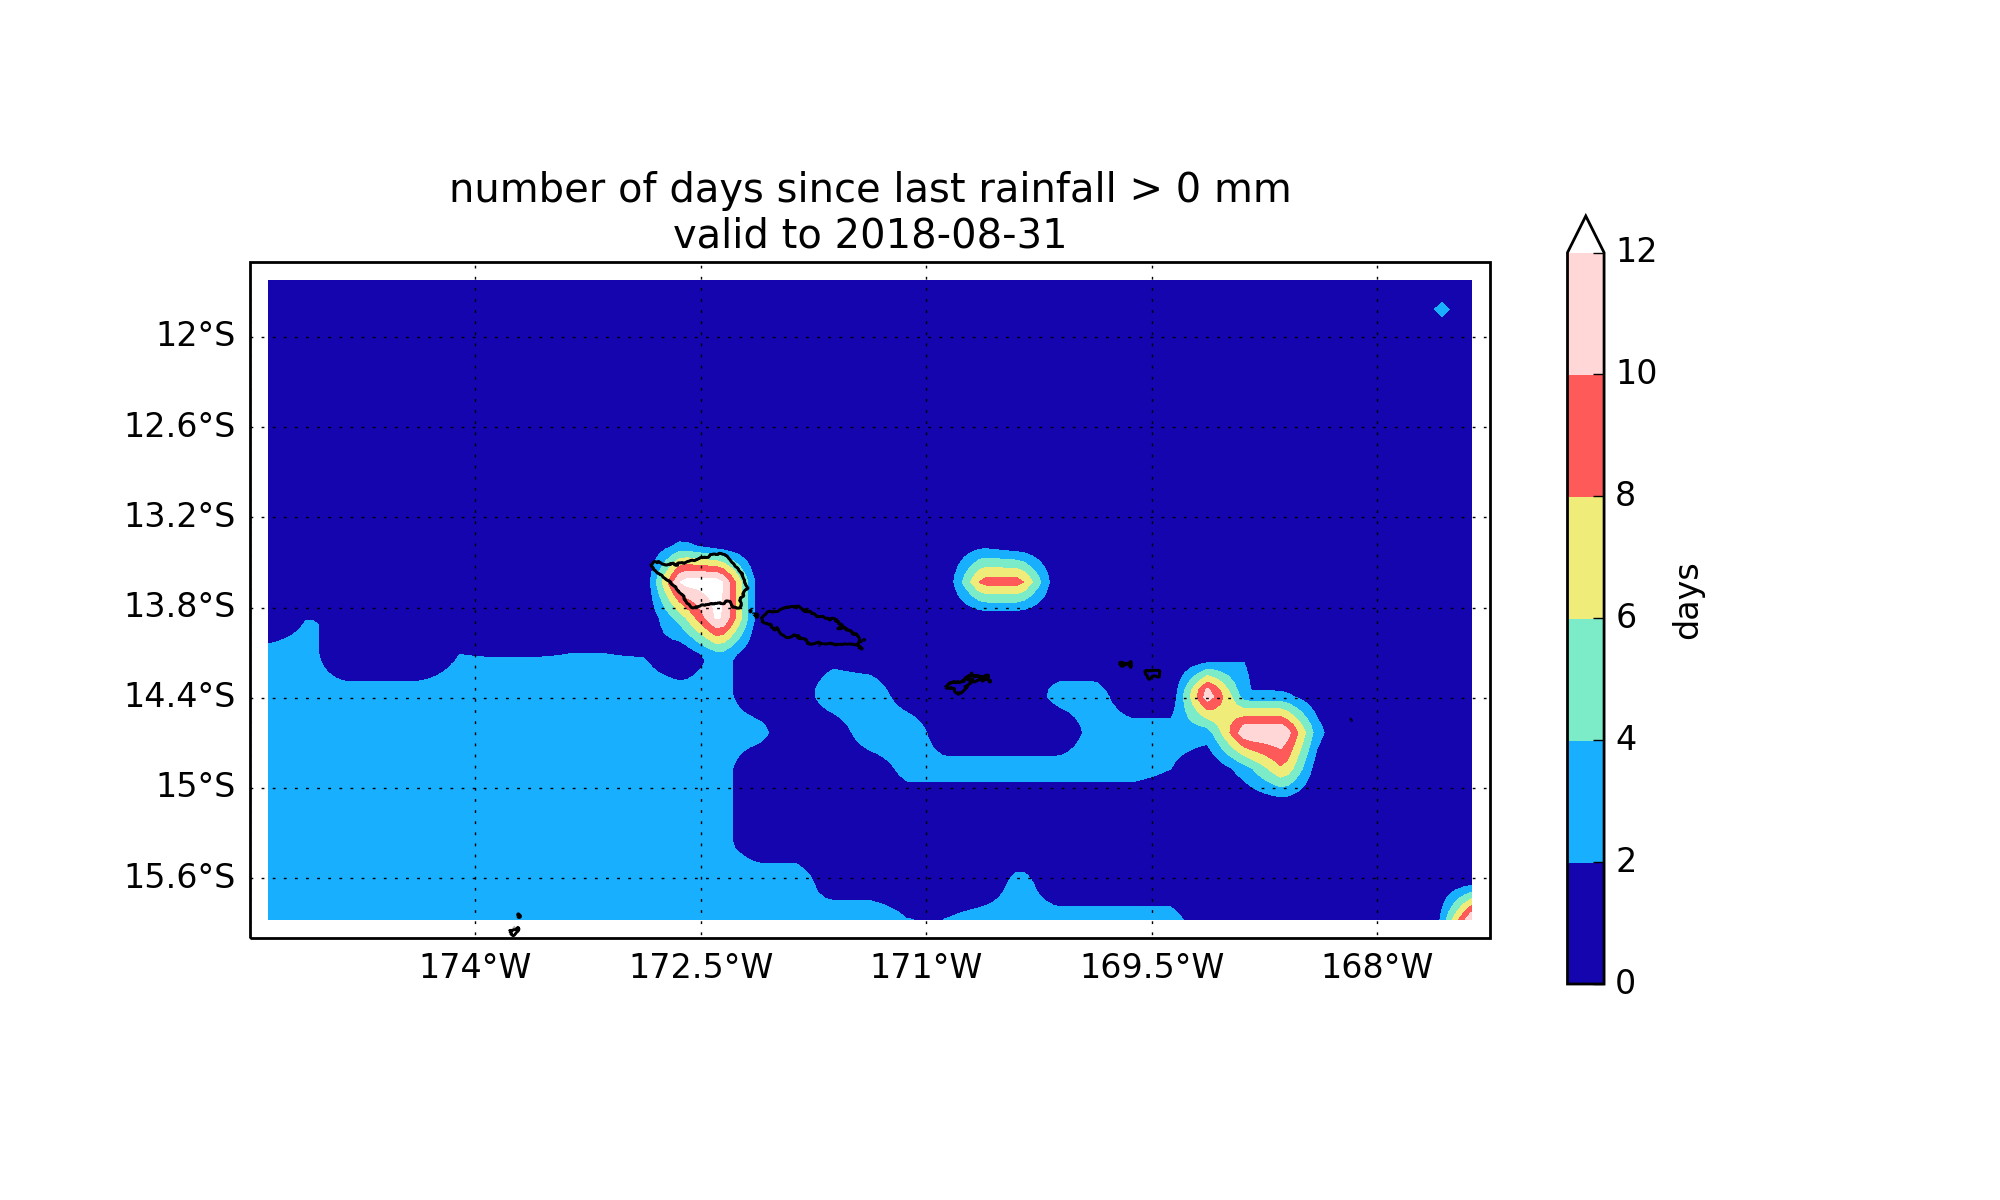 number of days since last rainfall > 0 mm
valid to 2018-08-31
12°S
12.6°S
13.2°S
13.8°S
14.4°S
15°S
15.6°S
174°W
172.5°W
171°W
169.5°W
168°W
12
10
8
6
4
2
0
days